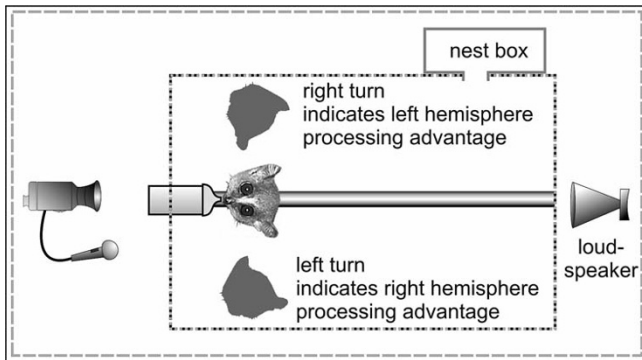 nest box
right turn
indicates left hemisphere
processing advantage
loud-
speaker
left turn
indicates right hemisphere
processing advantage